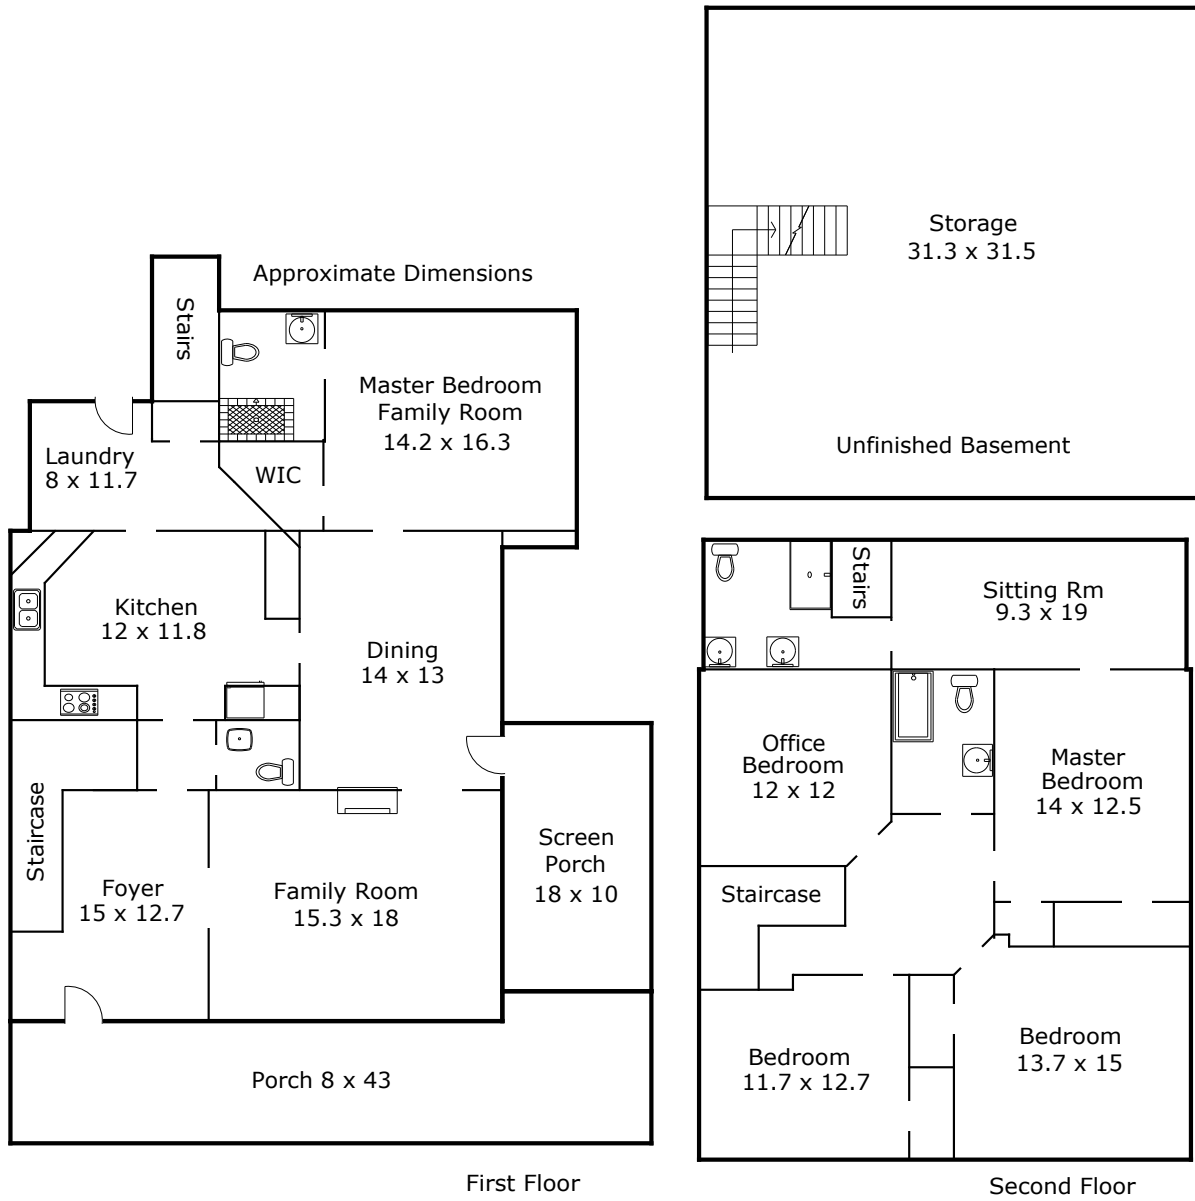 Approximate Dimensions
Stairs
Master Bedroom
Family Room
14.2 x 16.3
Laundry
8 x 11.7
WIC
Kitchen
12 x 11.8
Dining
14 x 13
Staircase
Foyer
15 x 12.7
Family Room
15.3 x 18
Screen
Porch
18 x 10
Porch 8 x 43
First Floor
Storage
31.3 x 31.5
Unfinished Basement
Stairs
Sitting Rm
9.3 x 19
Office
Bedroom
12 x 12
Master
Bedroom
14 x 12.5
Staircase
Bedroom
11.7 x 12.7
Bedroom
13.7 x 15
Second Floor